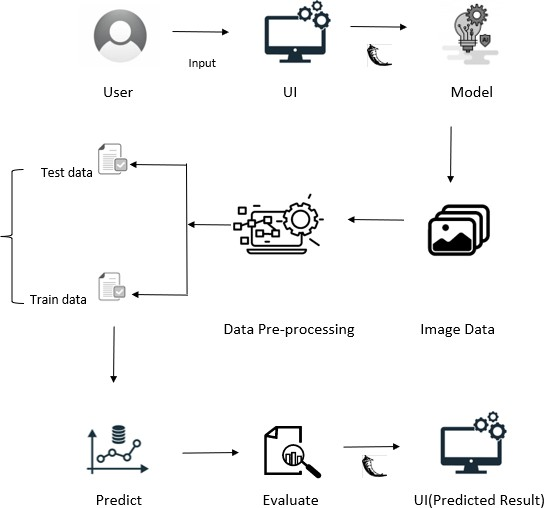 Input
User
UI
Model
Test data
Train data
Data Pre-processing
Image Data
Predict
Evaluate
UI(Predicted Result)